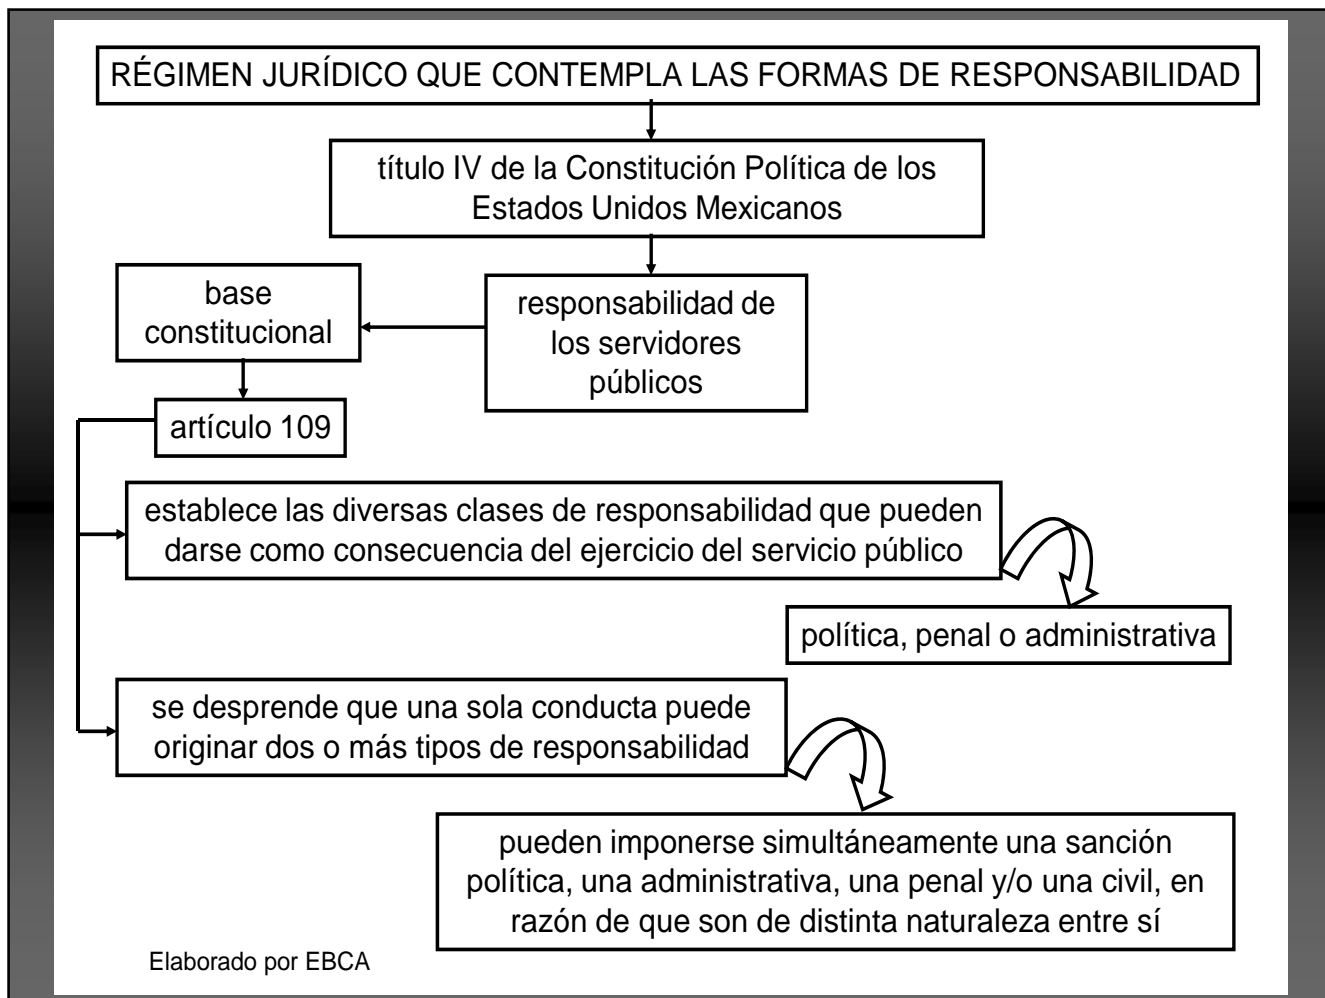 RÉGIMEN JURÍDICO QUE CONTEMPLA LAS FORMAS DE RESPONSABILIDAD
título IV de la Constitución Política de los
Estados Unidos Mexicanos
base
constitucional
responsabilidad de
los servidores
públicos
artículo 109
establece las diversas clases de responsabilidad que pueden
darse como consecuencia del ejercicio del servicio público
política, penal o administrativa
se desprende que una sola conducta puede
originar dos o más tipos de responsabilidad
pueden imponerse simultáneamente una sanción
política, una administrativa, una penal y/o una civil, en
razón de que son de distinta naturaleza entre sí
Elaborado por EBCA